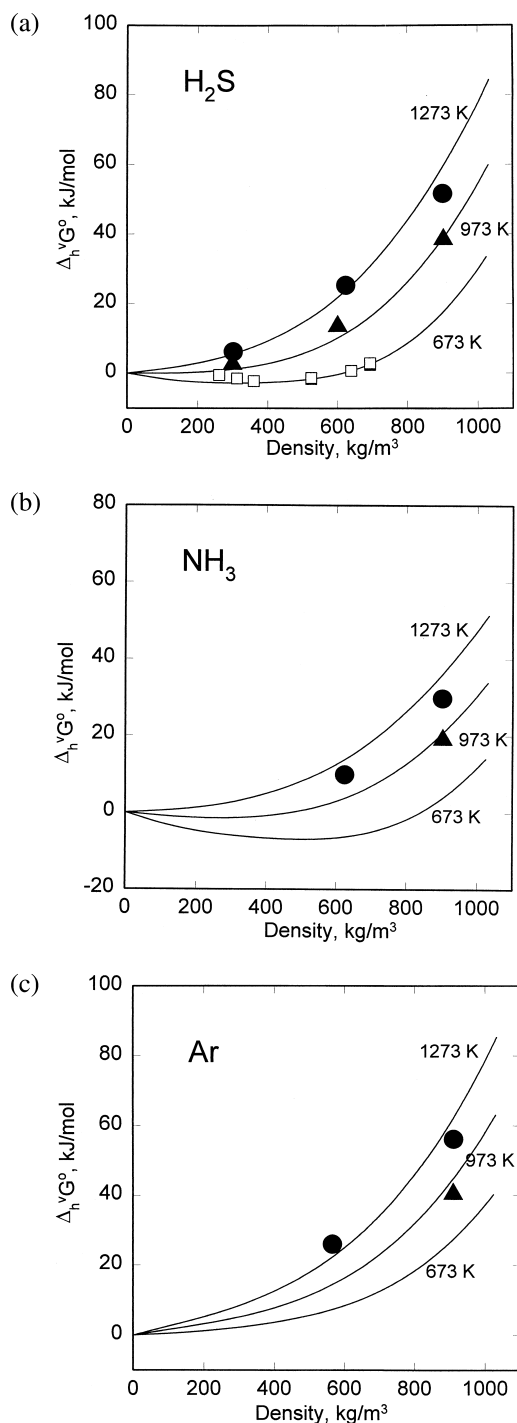 (a)
100
H₂S
80
1273 K
60
973 K
40
20
673 K
0
ΔₕᵛGº, kJ/mol
0 200 400 600 800 1000
Density, kg/m³
(b)
80
NH₃
60
1273 K
40
20
973 K
0
673 K
-20
ΔₕᵛGº, kJ/mol
0 200 400 600 800 1000
Density, kg/m³
(c)
100
Ar
80
1273 K
60
973 K
40
20
673 K
0
ΔₕᵛGº, kJ/mol
0 200 400 600 800 1000
Density, kg/m³